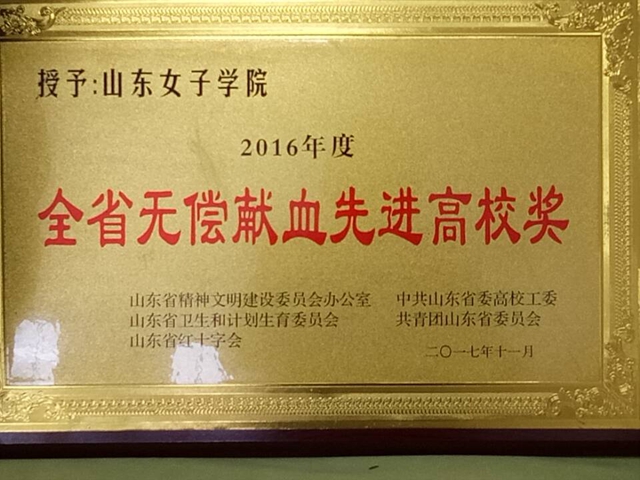 授予:山东女子学院
2016年度
全省无偿献血先进高校奖
山东省精神文明建设委员会办公室 中共山东省委高校工委
山东省卫生和计划生育委员会 共青团山东省委员会
山东省红十字会
二〇一七年十一月